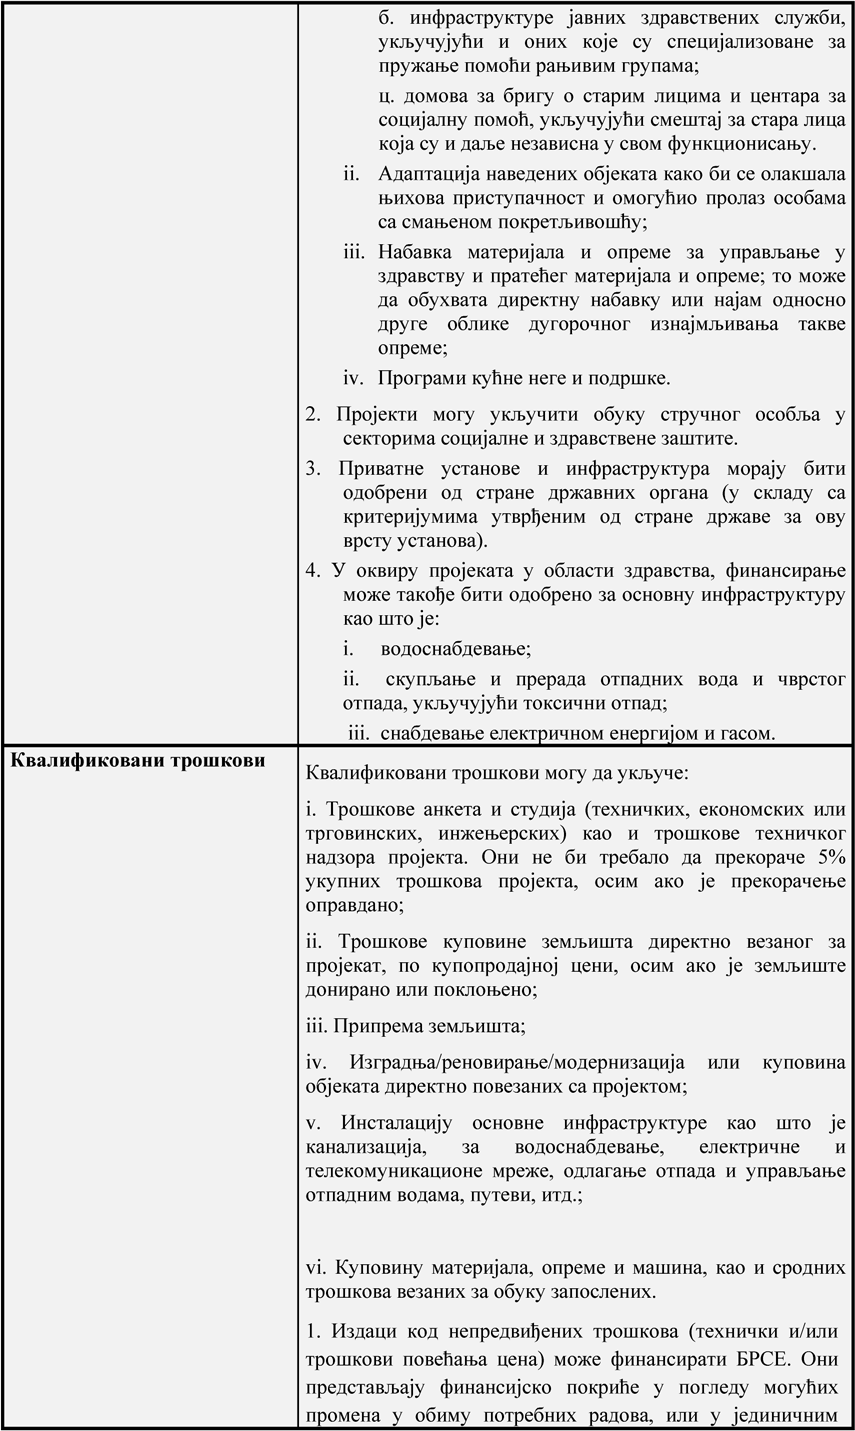 б. инфраструктуре јавних здравствених служби,
укључујући и оних које су специјализоване за
пружање помоћи рањивим групама;
ц. домова за бригу о старим лицима и центара за
социјалну помоћ, укључујући смештај за стара лица
која су и даље независна у свом функционисању.
ii. Адаптација наведених објеката како би се олакшала
њихова приступачност и омогућио пролаз особама
са смањеном покретљивошћу;
iii. Набавка материјала и опреме за управљање у
здравству и пратећег материјала и опреме; то може
да обухвата директну набавку или најам односно
друге облике дугорочног изнајмљивања такве
опреме;
iv. Програми кућне неге и подршке.
2. Пројекти могу укључити обуку стручног особља у
секторима социјалне и здравствене заштите.
3. Приватне установе и инфраструктура морају бити
одобрени од стране државних органа (у складу са
критеријумима утврђеним од стране државе за ову
врсту установа).
4. У оквиру пројеката у области здравства, финансирање
може такође бити одобрено за основну инфраструктуру
као што је:
i. водоснабдевање;
ii. скупљање и прерада отпадних вода и чврстог
отпада, укључујући токсични отпад;
iii. снабдевање електричном енергијом и гасом.
Квалификовани трошкови
Квалификовани трошкови могу да укључе:
i. Трошкове анкета и студија (техничких, економских или
трговинских, инжењерских) као и трошкове техничког
надзора пројекта. Они не би требало да прекораче 5%
укупних трошкова пројекта, осим ако је прекорачење
оправдано;
ii. Трошкове куповине земљишта директно везаног за
пројекат, по купопродајној цени, осим ако је земљиште
донирано или поклоњено;
iii. Припрема земљишта;
iv. Изградња/реновирање/модернизација или куповина
објеката директно повезаних са пројектом;
v. Инсталацију основне инфраструктуре као што је
канализација, за водоснабдевање, електричне и
телекомуникационе мреже, одлагање отпада и управљање
отпадним водама, путеви, итд.;
vi. Куповину материјала, опреме и машина, као и сродних
трошкова везаних за обуку запослених.
1. Издаци код непредвиђених трошкова (технички и/или
трошкови повећања цена) може финансирати БРСЕ. Они
представљају финансијско покриће у погледу могућих
промена у обиму потребних радова, или у јединичним